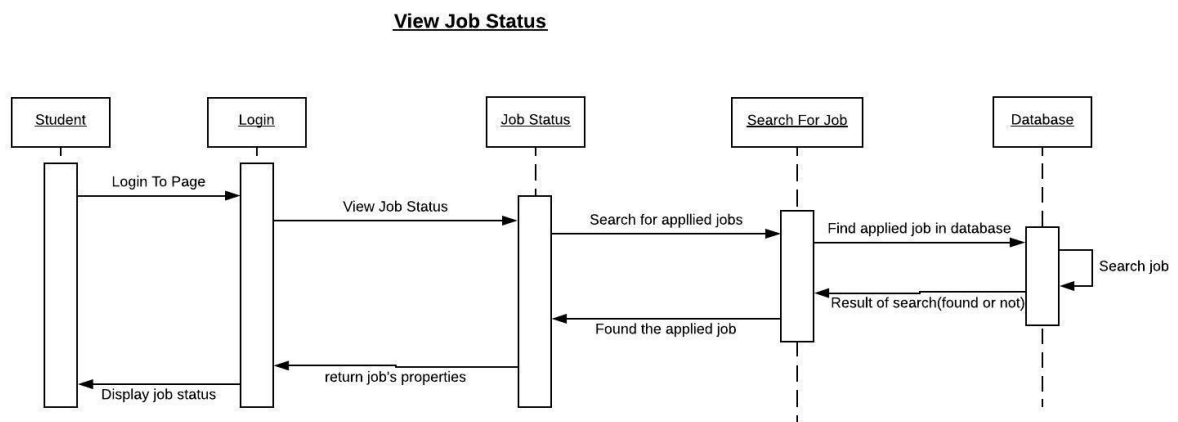 View Job Status
Student
Login
Job Status
Search For Job
Database
Login To Page
View Job Status
Search for appllied jobs
Find applied job in database
Search job
Result of search(found or not)
Found the applied job
return job's properties
Display job status